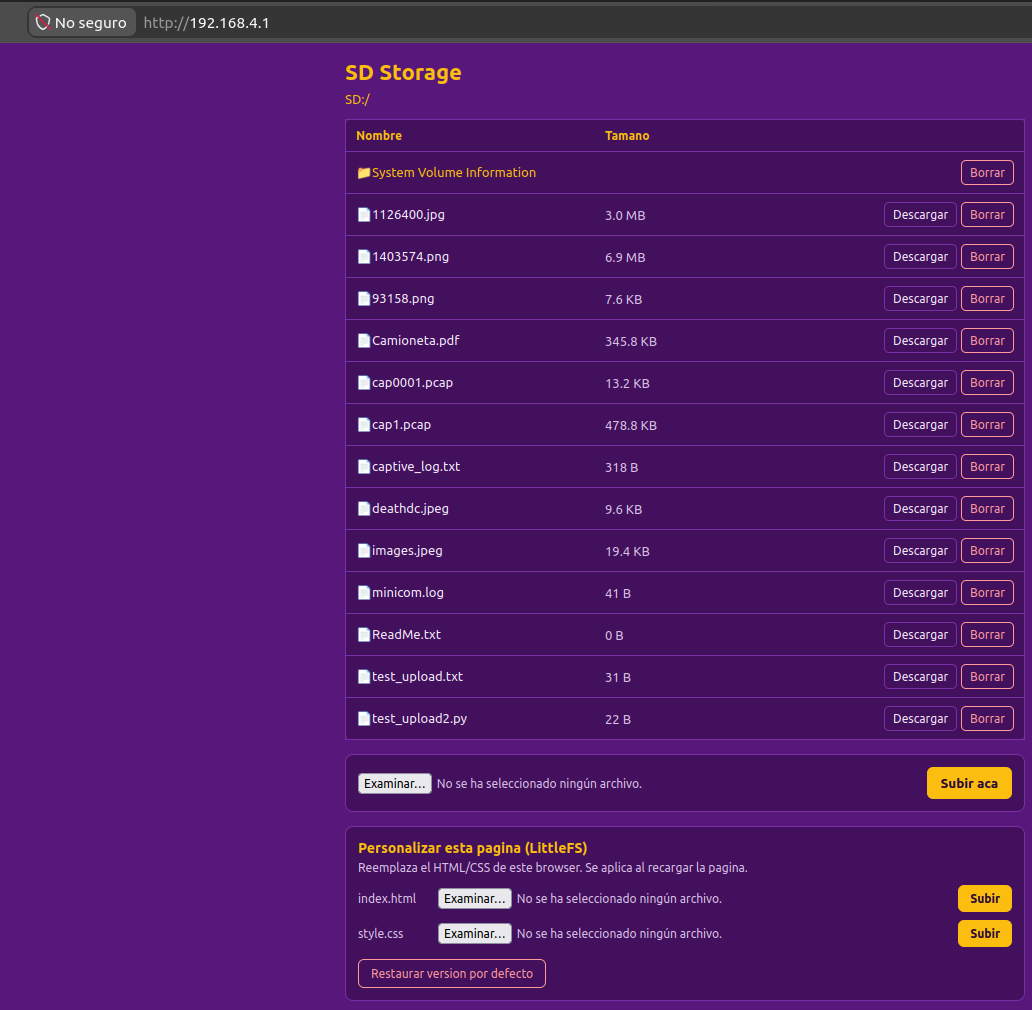 No seguro http://192.168.4.1
SD Storage
SD:/
Nombre Tamano
System Volume Information Borrar
1126400.jpg 3.0 MB Descargar Borrar
1403574.png 6.9 MB Descargar Borrar
93158.png 7.6 KB Descargar Borrar
Camioneta.pdf 345.8 KB Descargar Borrar
cap0001.pcap 13.2 KB Descargar Borrar
cap1.pcap 478.8 KB Descargar Borrar
captive_log.txt 318 B Descargar Borrar
deathdc.jpeg 9.6 KB Descargar Borrar
images.jpeg 19.4 KB Descargar Borrar
minicom.log 41 B Descargar Borrar
ReadMe.txt 0 B Descargar Borrar
test_upload.txt 31 B Descargar Borrar
test_upload2.py 22 B Descargar Borrar
Examinar... No se ha seleccionado ningún archivo. Subir aca
Personalizar esta pagina (LittleFS)
Reemplaza el HTML/CSS de este browser. Se aplica al recargar la pagina.
index.html Examinar... No se ha seleccionado ningún archivo. Subir
style.css Examinar... No se ha seleccionado ningún archivo. Subir
Restaurar version por defecto